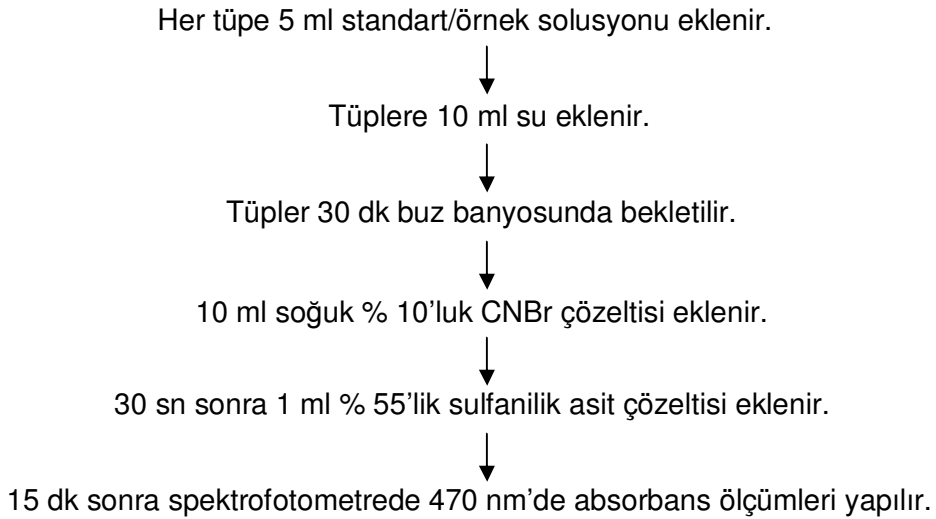 Her tüpe 5 ml standart/örnek solusyonu eklenir.
Tüplere 10 ml su eklenir.
Tüpler 30 dk buz banyosunda bekletilir.
10 ml soğuk % 10’luk CNBr çözeltisi eklenir.
30 sn sonra 1 ml % 55’lik sulfanilik asit çözeltisi eklenir.
15 dk sonra spektrofotometrede 470 nm’de absorbans ölçümleri yapılır.